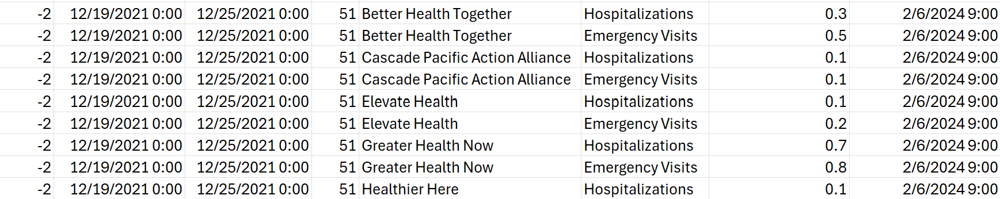 -2 12/19/2021 0:00 12/25/2021 0:00 51 Better Health Together Hospitalizations 0.3 2/6/2024 9:00
-2 12/19/2021 0:00 12/25/2021 0:00 51 Better Health Together Emergency Visits 0.5 2/6/2024 9:00
-2 12/19/2021 0:00 12/25/2021 0:00 51 Cascade Pacific Action Alliance Hospitalizations 0.1 2/6/2024 9:00
-2 12/19/2021 0:00 12/25/2021 0:00 51 Cascade Pacific Action Alliance Emergency Visits 0.1 2/6/2024 9:00
-2 12/19/2021 0:00 12/25/2021 0:00 51 Elevate Health Hospitalizations 0.1 2/6/2024 9:00
-2 12/19/2021 0:00 12/25/2021 0:00 51 Elevate Health Emergency Visits 0.2 2/6/2024 9:00
-2 12/19/2021 0:00 12/25/2021 0:00 51 Greater Health Now Hospitalizations 0.7 2/6/2024 9:00
-2 12/19/2021 0:00 12/25/2021 0:00 51 Greater Health Now Emergency Visits 0.8 2/6/2024 9:00
-2 12/19/2021 0:00 12/25/2021 0:00 51 Healthier Here Hospitalizations 0.1 2/6/2024 9:00